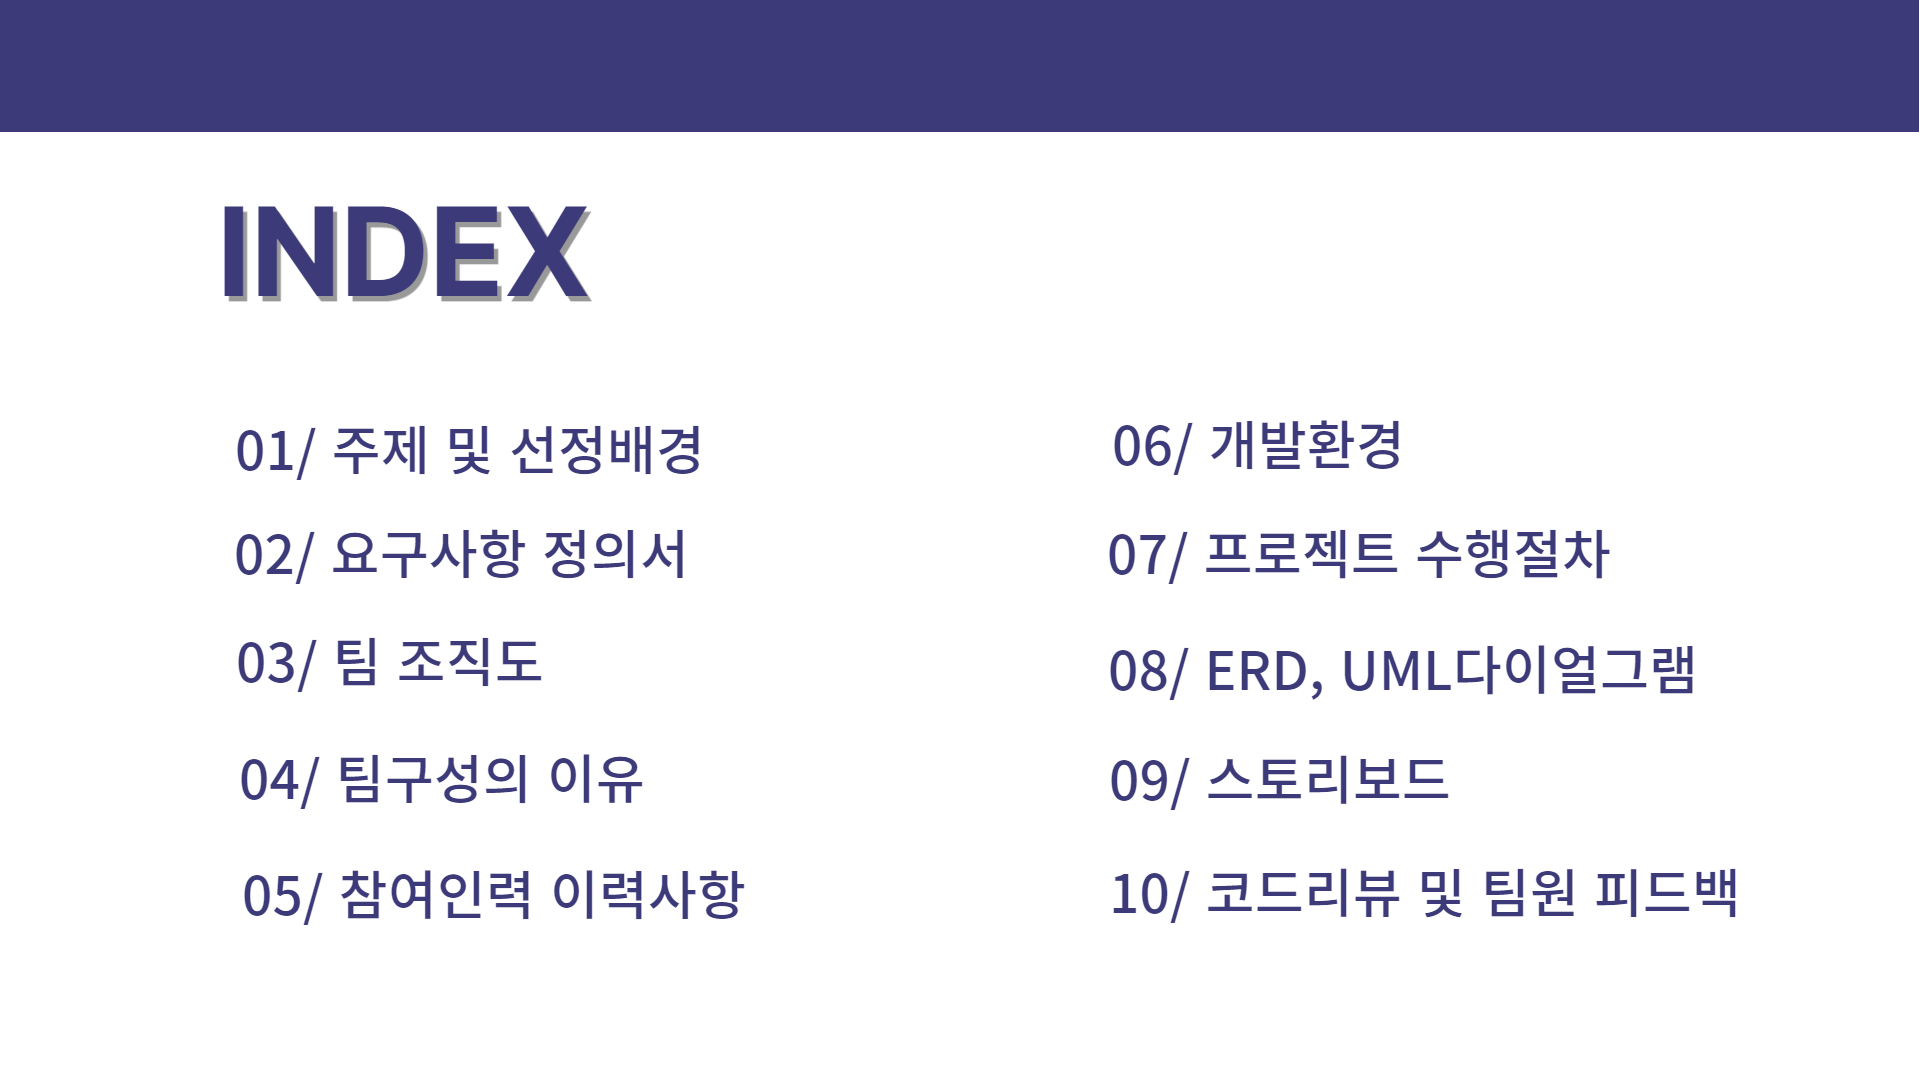 INDEX
01/ 주제 및 선정배경
02/ 요구사항 정의서
03/ 팀 조직도
04/ 팀구성의 이유
05/ 참여인력 이력사항
06/ 개발환경
07/ 프로젝트 수행절차
08/ ERD, UML다이얼그램
09/ 스토리보드
10/ 코드리뷰 및 팀원 피드백